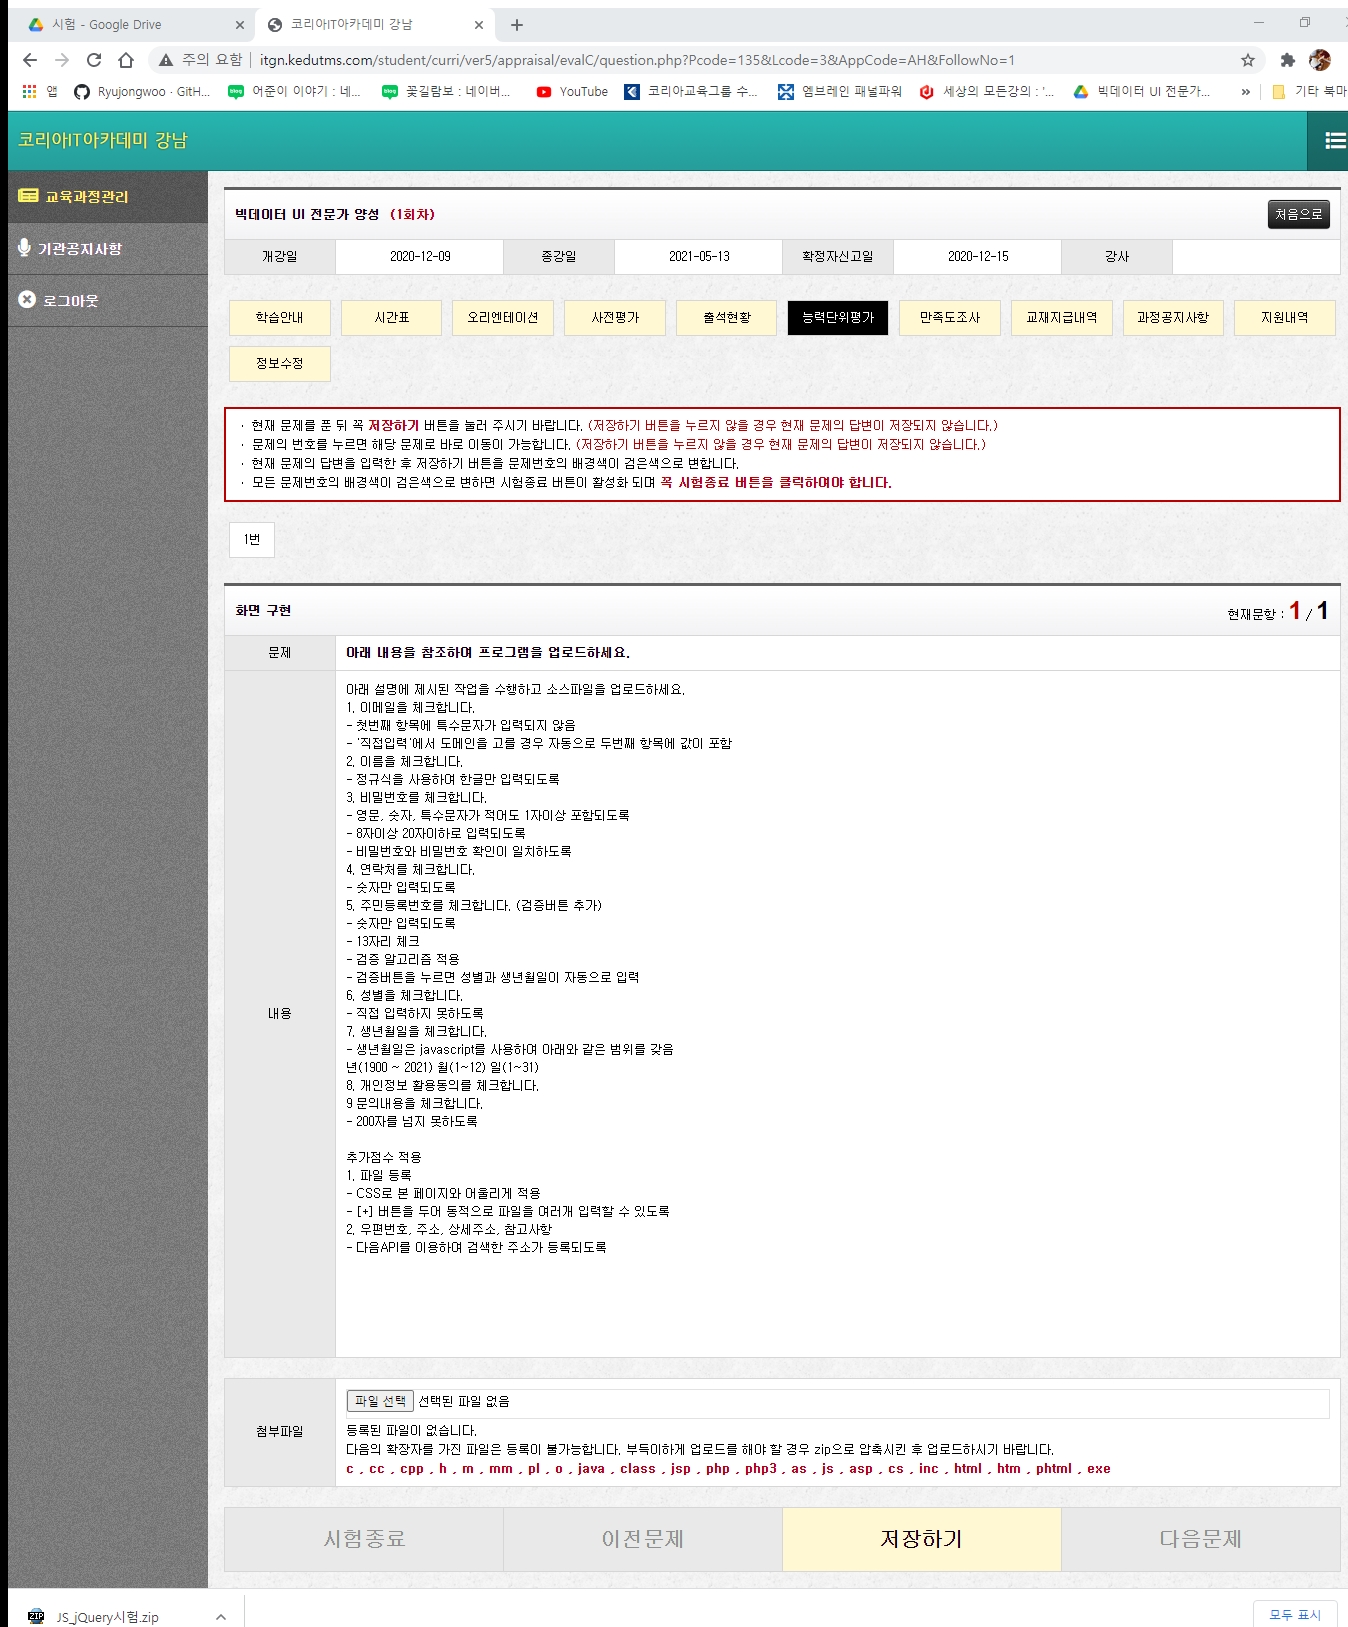 시험 - Google Drive
코리아IT아카데미 강남
주의 요함
itgn.kedutms.com/student/curri/ver5/appraisal/evalC/question.php?Pcode=135&Lcode=3&AppCode=AH&FollowNo=1
앱
Ryujongwoo · GitH...
어준이 이야기 : 네...
꽃길람보 : 네이버...
YouTube
코리아교육그룹 수...
엠브레인 패널파워
세상의 모든강의 : '...
빅데이터 UI 전문가...
»
기타 북마
코리아IT아카데미 강남
교육과정관리
기관공지사항
로그아웃
빅데이터 UI 전문가 양성 (1회차)
처음으로
개강일 2020-12-09 종강일 2021-05-13 확정자신고일 2020-12-15 강사
학습안내 시간표 오리엔테이션 사전평가 출석현황 능력단위평가 만족도조사 교재지급내역 과정공지사항 지원내역
정보수정
· 현재 문제를 푼 뒤 꼭 저장하기 버튼을 눌러 주시기 바랍니다. (저장하기 버튼을 누르지 않을 경우 현재 문제의 답변이 저장되지 않습니다.)
· 문제의 번호를 누르면 해당 문제로 바로 이동이 가능합니다. (저장하기 버튼을 누르지 않을 경우 현재 문제의 답변이 저장되지 않습니다.)
· 현재 문제의 답변을 입력한 후 저장하기 버튼을 문제번호의 배경색이 검은색으로 변합니다.
· 모든 문제번호의 배경색이 검은색으로 변하면 시험종료 버튼이 활성화 되며 꼭 시험종료 버튼을 클릭하여야 합니다.
1번
화면 구현
현재문항 : 1 / 1
문제
아래 내용을 참조하여 프로그램을 업로드하세요.
내용
아래 설명에 제시된 작업을 수행하고 소스파일을 업로드하세요.
1. 이메일을 체크합니다.
- 첫번째 항목에 특수문자가 입력되지 않음
- '직접입력'에서 도메인을 고를 경우 자동으로 두번째 항목에 값이 포함
2. 이름을 체크합니다.
- 정규식을 사용하여 한글만 입력되도록
3. 비밀번호를 체크합니다.
- 영문, 숫자, 특수문자가 적어도 1자이상 포함되도록
- 8자이상 20자이하로 입력되도록
- 비밀번호와 비밀번호 확인이 일치하도록
4. 연락처를 체크합니다.
- 숫자만 입력되도록
5. 주민등록번호를 체크합니다. (검증버튼 추가)
- 숫자만 입력되도록
- 13자리 체크
- 검증 알고리즘 적용
- 검증버튼을 누르면 성별과 생년월일이 자동으로 입력
6. 성별을 체크합니다.
- 직접 입력하지 못하도록
7. 생년월일을 체크합니다.
- 생년월일은 javascript를 사용하여 아래와 같은 범위를 갖음
년(1900 ~ 2021) 월(1~12) 일(1~31)
8. 개인정보 활용동의를 체크합니다.
9 문의내용을 체크합니다.
- 200자를 넘지 못하도록
추가점수 적용
1. 파일 등록
- CSS로 본 페이지와 어울리게 적용
- [+] 버튼을 두어 동적으로 파일을 여러개 입력할 수 있도록
2. 우편번호, 주소, 상세주소, 참고사항
- 다음API를 이용하여 검색한 주소가 등록되도록
첨부파일
파일 선택 선택된 파일 없음
등록된 파일이 없습니다.
다음의 확장자를 가진 파일은 등록이 불가능합니다. 부득이하게 업로드를 해야 할 경우 zip으로 압축시킨 후 업로드하시기 바랍니다.
c , cc , cpp , h , m , mm , pl , o , java , class , jsp , php , php3 , as , js , asp , cs , inc , html , htm , phtml , exe
시험종료 이전문제 저장하기 다음문제
JS_jQuery시험.zip
모두 표시